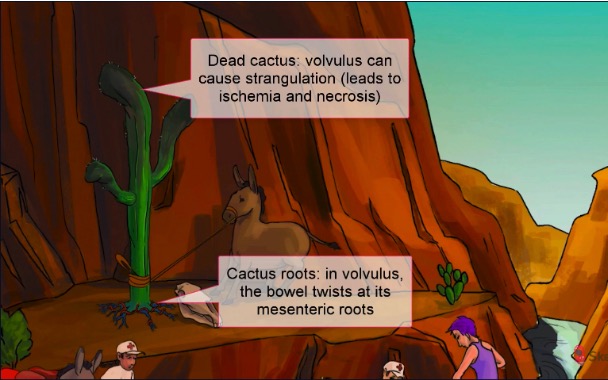 Dead cactus: volvulus can
cause strangulation (leads to
ischemia and necrosis)
Cactus roots: in volvulus,
the bowel twists at its
mesenteric roots